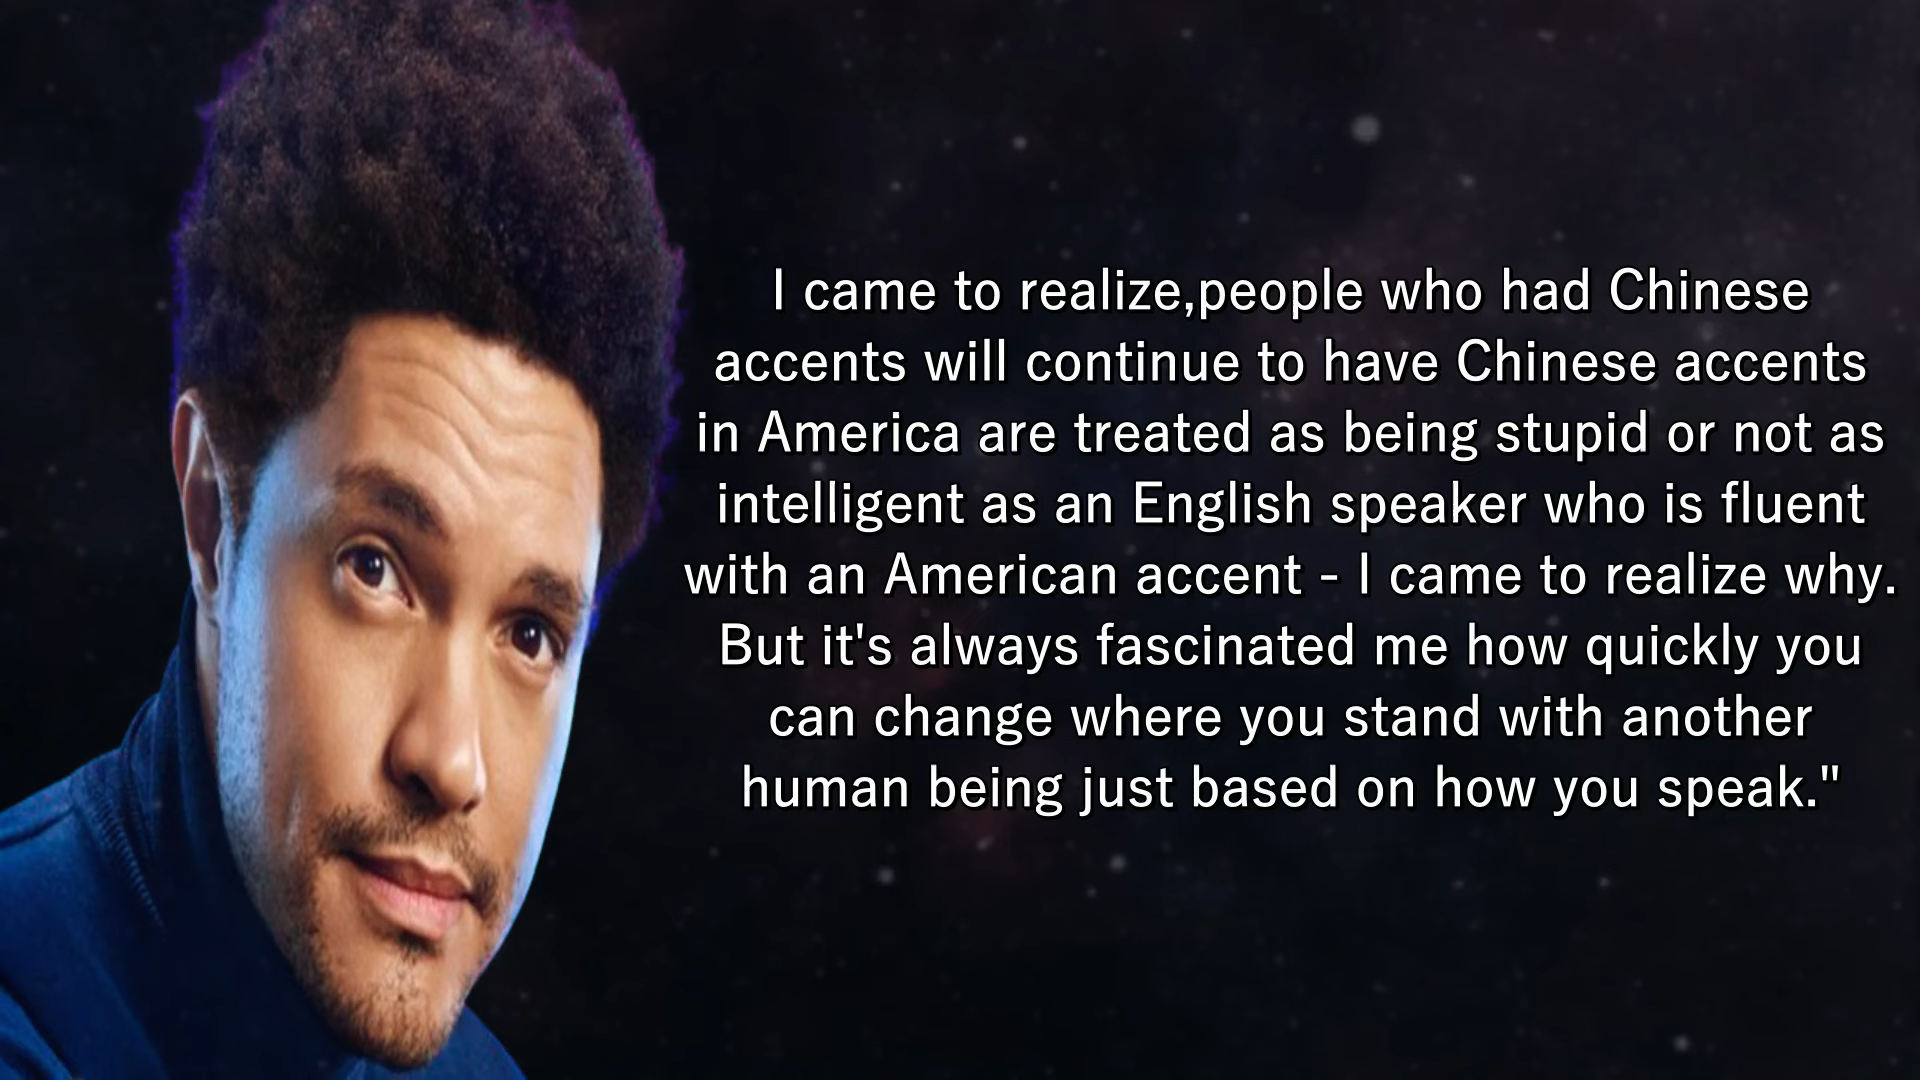 I came to realize,people who had Chinese
accents will continue to have Chinese accents
in America are treated as being stupid or not as
intelligent as an English speaker who is fluent
with an American accent - I came to realize why.
But it's always fascinated me how quickly you
can change where you stand with another
human being just based on how you speak."